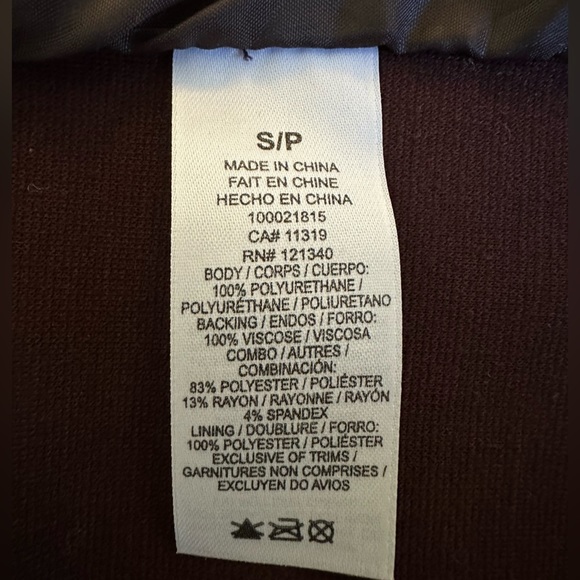 S/P
MADE IN CHINA
FAIT EN CHINE
HECHO EN CHINA
100021815
CA# 11319
RN# 121340
BODY / CORPS / CUERPO:
100% POLYURETHANE /
POLYURÉTHANE / POLIURETANO
BACKING / ENDOS / FORRO:
100% VISCOSE / VISCOSA
COMBO / AUTRES /
COMBINACIÓN:
83% POLYESTER / POLIÉSTER
13% RAYON / RAYONNE / RAYÓN
4% SPANDEX
LINING / DOUBLURE / FORRO:
100% POLYESTER / POLIÉSTER
EXCLUSIVE OF TRIMS /
GARNITURES NON COMPRISES /
EXCLUYEN DO AVIOS